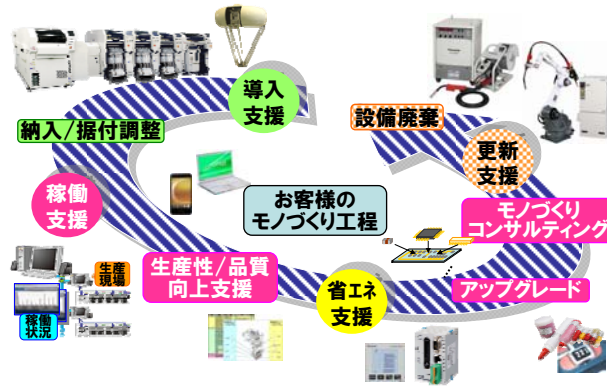 導入
支援
納入/据付調整
設備廃棄
更新
支援
稼働
支援
お客様の
モノづくり工程
モノづくり
コンサルティング
生産現場
生産性/品質
向上支援
省エネ
支援
アップグレード
稼働
状況